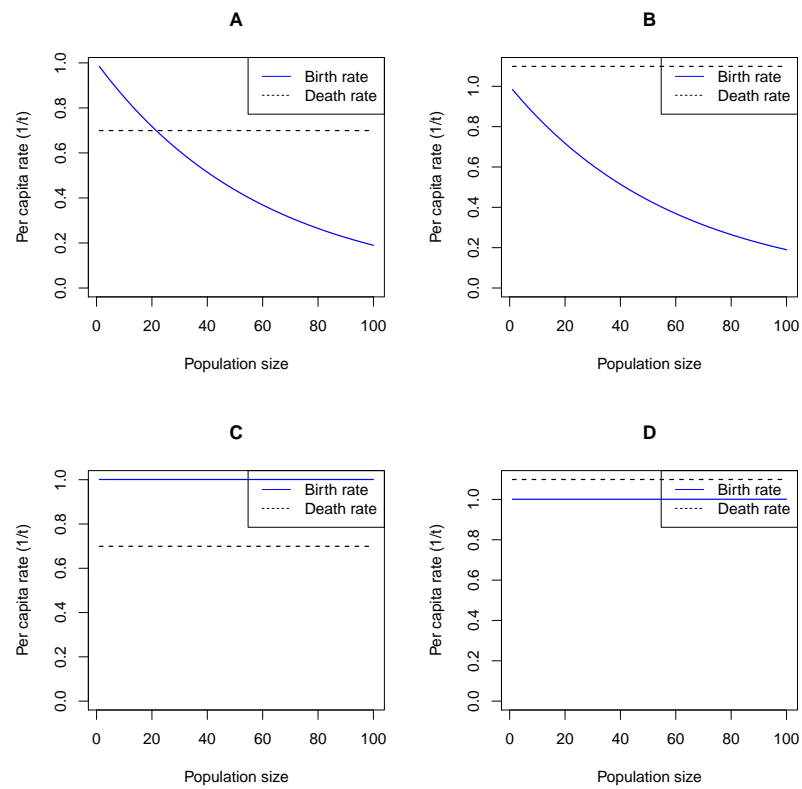 A
Birth rate
Death rate
Per capita rate (1/t)
0.0 0.2 0.4 0.6 0.8 1.0
0 20 40 60 80 100
Population size
B
Birth rate
Death rate
Per capita rate (1/t)
0.0 0.2 0.4 0.6 0.8 1.0
0 20 40 60 80 100
Population size
C
Birth rate
Death rate
Per capita rate (1/t)
0.0 0.2 0.4 0.6 0.8 1.0
0 20 40 60 80 100
Population size
D
Birth rate
Death rate
Per capita rate (1/t)
0.0 0.2 0.4 0.6 0.8 1.0
0 20 40 60 80 100
Population size